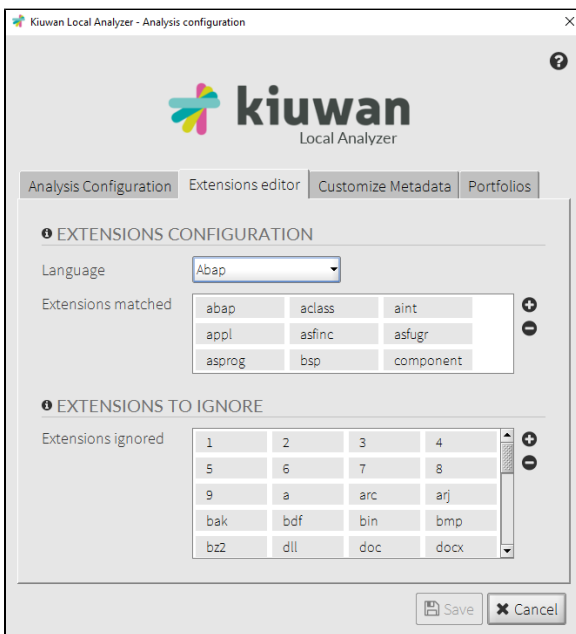 Kiuwan Local Analyzer - Analysis configuration
kiuwan
Local Analyzer
Analysis Configuration Extensions editor Customize Metadata Portfolios
EXTENSIONS CONFIGURATION
Language Abap
Extensions matched abap aclass aint
appl asfinc asfugr
asprog bsp component
EXTENSIONS TO IGNORE
Extensions ignored 1 2 3 4
5 6 7 8
9 a arc arj
bak bdf bin bmp
bz2 dll doc docx
Save Cancel